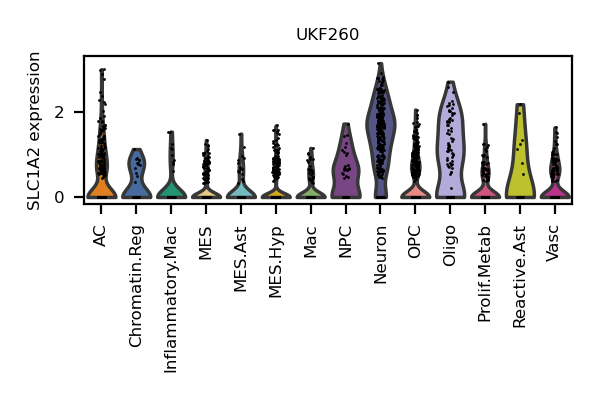 UKF260
SLC1A2 expression
2
0
AC
Chromatin.Reg
Inflammatory.Mac
MES
MES.Ast
MES.Hyp
Mac
NPC
Neuron
OPC
Oligo
Prolif.Metab
Reactive.Ast
Vasc